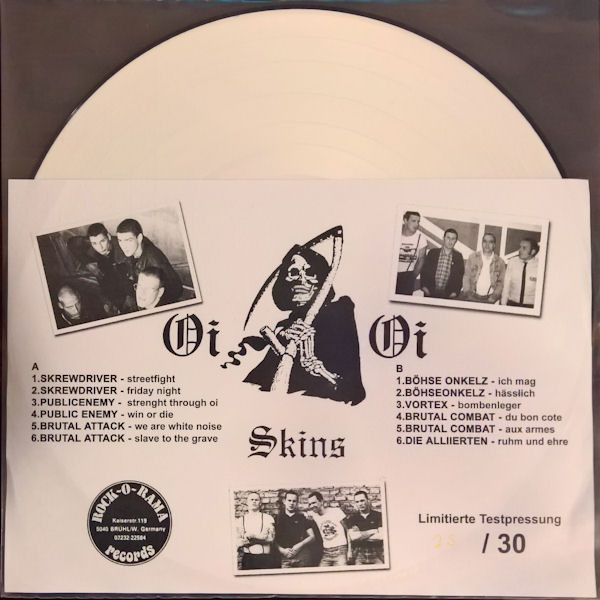 Oi Oi
A
1.SKREWDRIVER - streetfight
2.SKREWDRIVER - friday night
3.PUBLICENEMY - strenght through oi
4.PUBLIC ENEMY - win or die
5.BRUTAL ATTACK - we are white noise
6.BRUTAL ATTACK - slave to the grave
B
1.BÖHSE ONKELZ - ich mag
2.BÖHSEONKELZ - hässlich
3.VORTEX - bombenleger
4.BRUTAL COMBAT - du bon cote
5.BRUTAL COMBAT - aux armes
6.DIE ALLIIERTEN - ruhm und ehre
Skins
ROCK-O-RAMA
Kaiserstr.119
5040 BRÜHL/W. Germany
02232-22584
records
Limitierte Testpressung
25 / 30